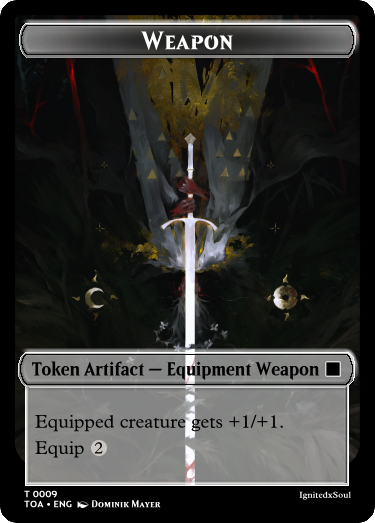 Weapon
Token Artifact — Equipment Weapon
Equipped creature gets +1/+1.
Equip 2
T 0009
TOA • ENG Dominik Mayer
IgnitedxSoul